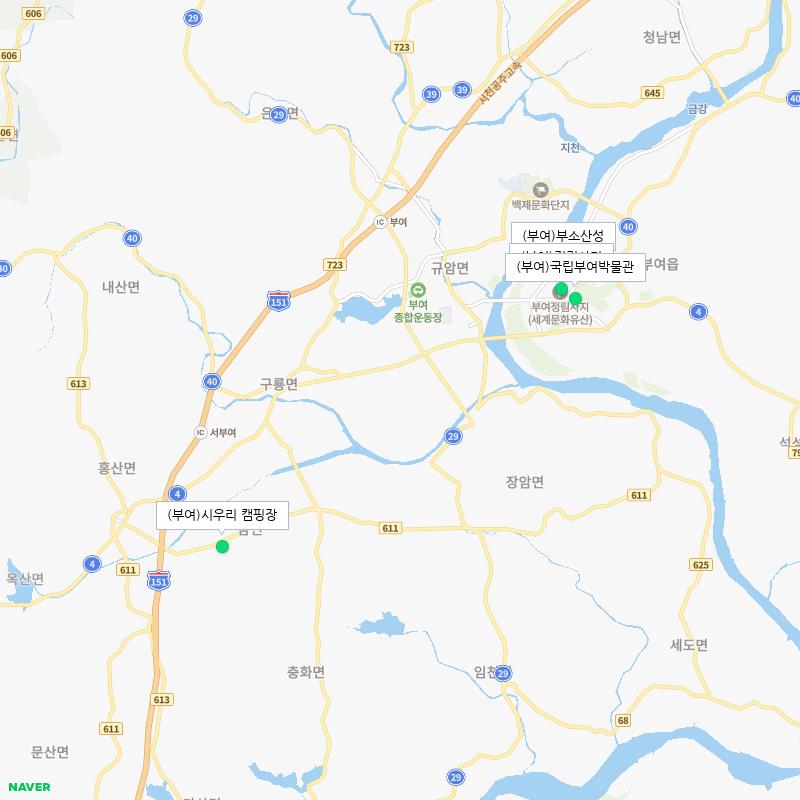 29
606
청남면
723
606
서천공주고속
39
39
645
40
금강
은산면
29
606
지천
백제문화단지
IC 부여
40
(부여)부소산성
40
723
규암면
부여읍
(부여)국립부여박물관
40
내산면
151
부여
종합운동장
부여정림사지
(세계문화유산)
4
613
40
구룡면
IC 서부여
29
홍산면
장암면
4
611
(부여)시우리 캠핑장
611
4
611
151
옥산면
625
세도면
충화면
29
613
611
68
문산면
29
NAVER